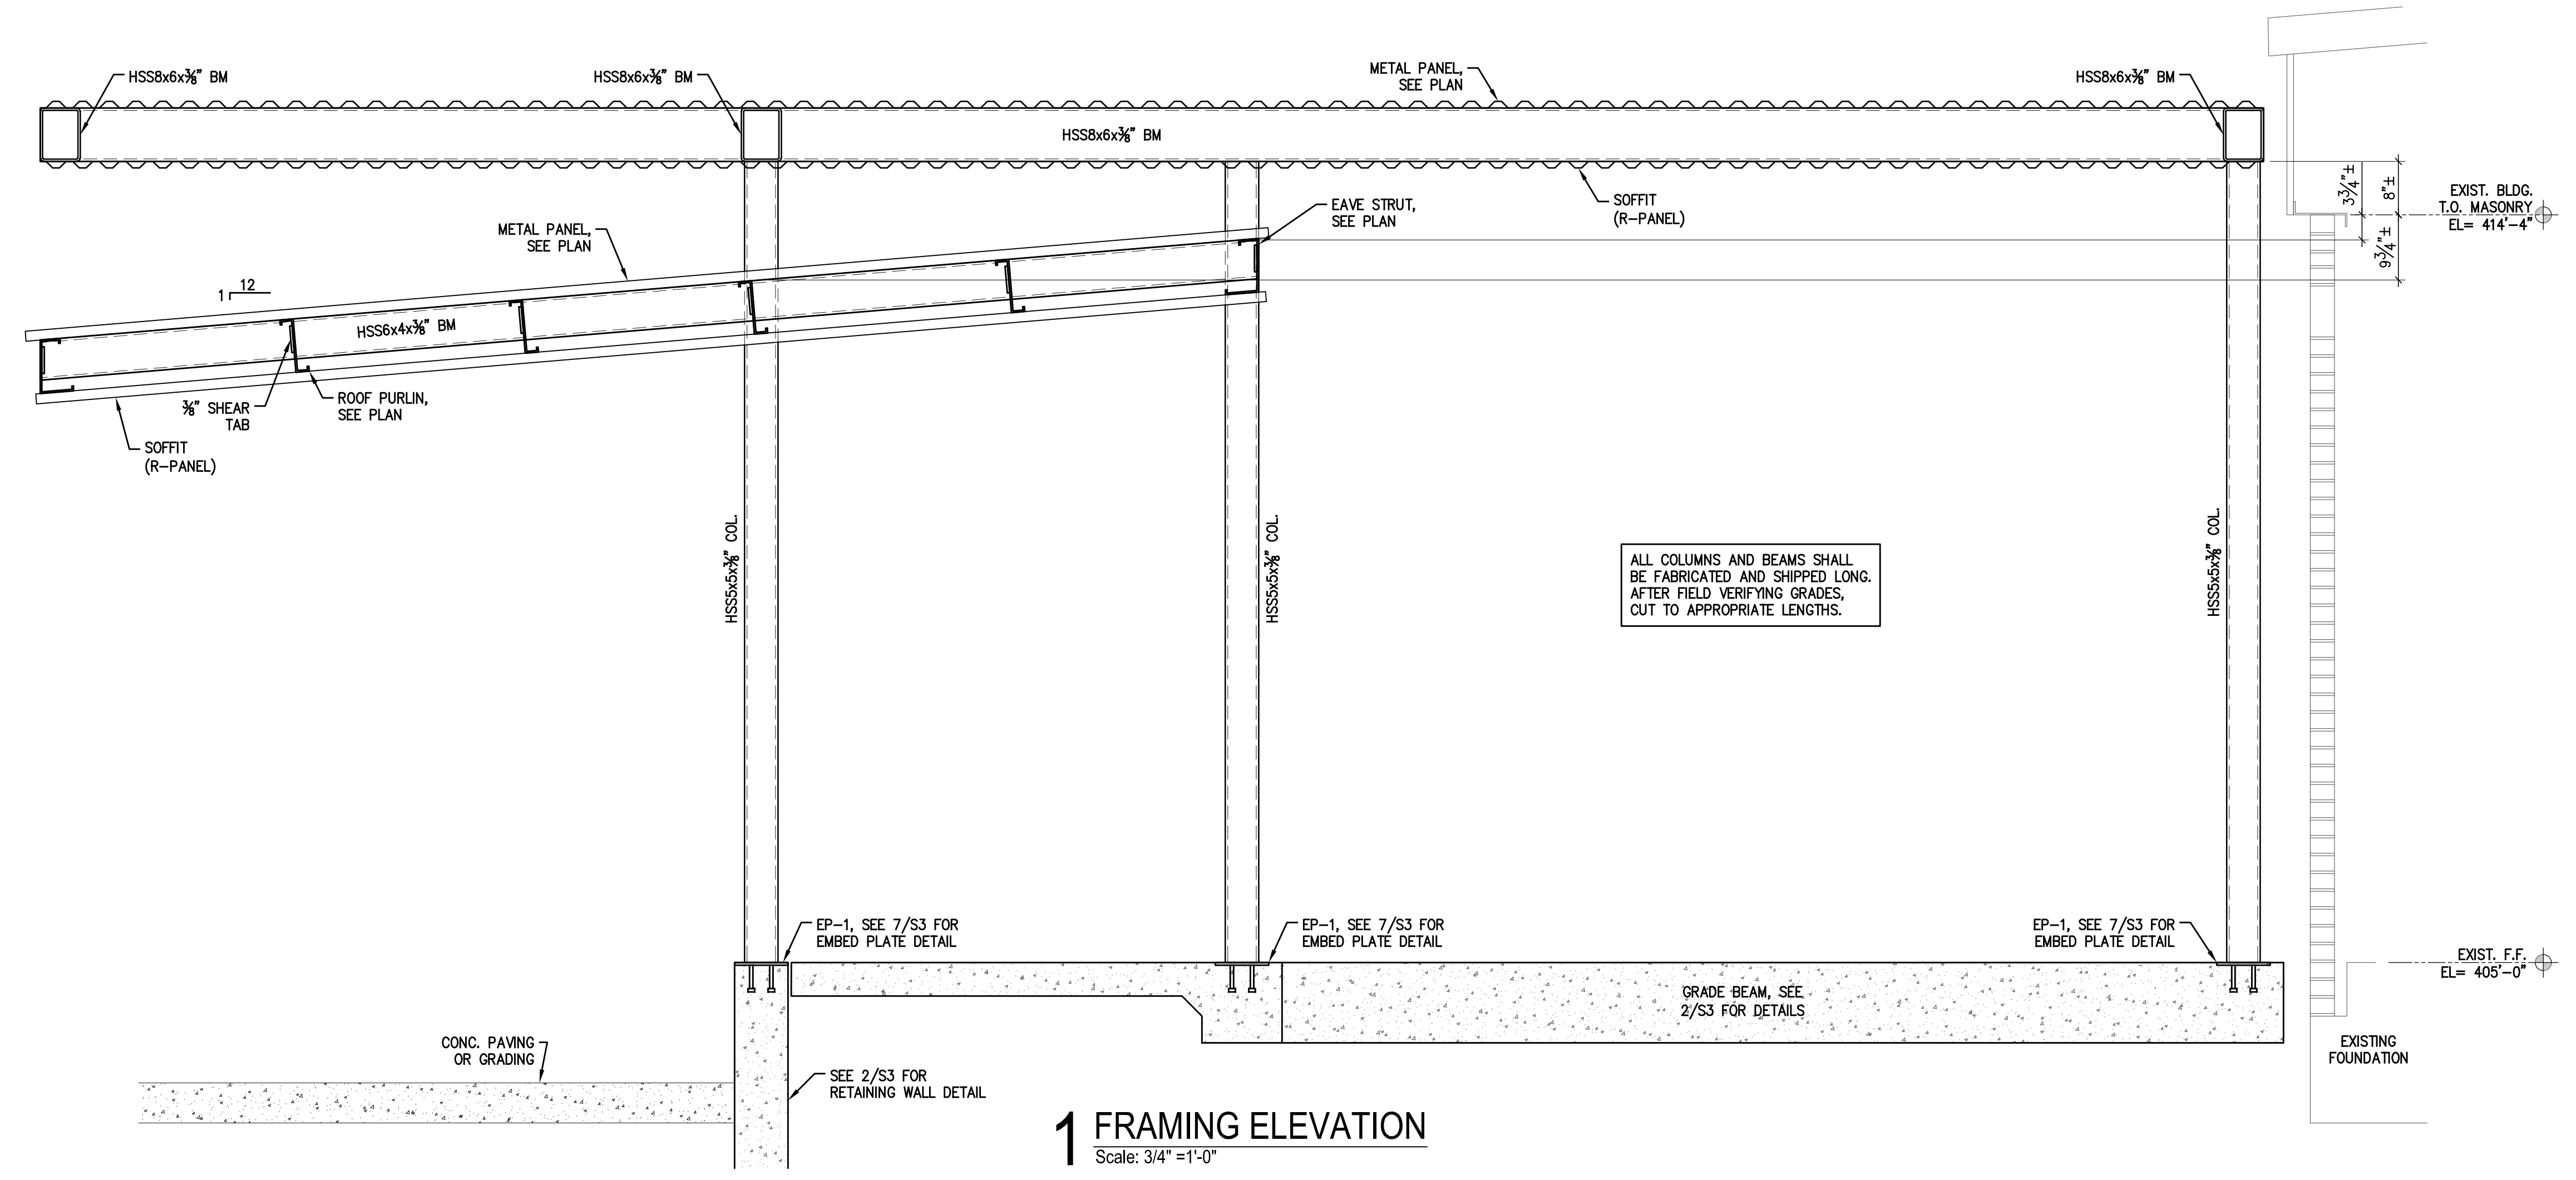 HSS8x6x⅜" BM
HSS8x6x⅜" BM
METAL PANEL,
SEE PLAN
HSS8x6x⅜" BM
HSS8x6x⅜" BM
3¾"±
8"±
9¾"±
EXIST. BLDG.
T.O. MASONRY
EL= 414'-4"
SOFFIT
(R-PANEL)
EAVE STRUT,
SEE PLAN
METAL PANEL,
SEE PLAN
12
1
HSS6x4x⅜" BM
⅜" SHEAR
TAB
ROOF PURLIN,
SEE PLAN
SOFFIT
(R-PANEL)
HSS5x5x⅜" COL.
HSS5x5x⅜" COL.
HSS5x5x⅜" COL.
ALL COLUMNS AND BEAMS SHALL
BE FABRICATED AND SHIPPED LONG.
AFTER FIELD VERIFYING GRADES,
CUT TO APPROPRIATE LENGTHS.
EP-1, SEE 7/S3 FOR
EMBED PLATE DETAIL
EP-1, SEE 7/S3 FOR
EMBED PLATE DETAIL
EP-1, SEE 7/S3 FOR
EMBED PLATE DETAIL
EXIST. F.F.
EL= 405'-0"
GRADE BEAM, SEE
2/S3 FOR DETAILS
CONC. PAVING
OR GRADING
EXISTING
FOUNDATION
SEE 2/S3 FOR
RETAINING WALL DETAIL
1 FRAMING ELEVATION
Scale: 3/4" =1'-0"